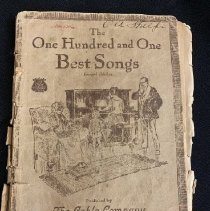 The
One Hundred and One
Best Songs
Published by
The Cable Company